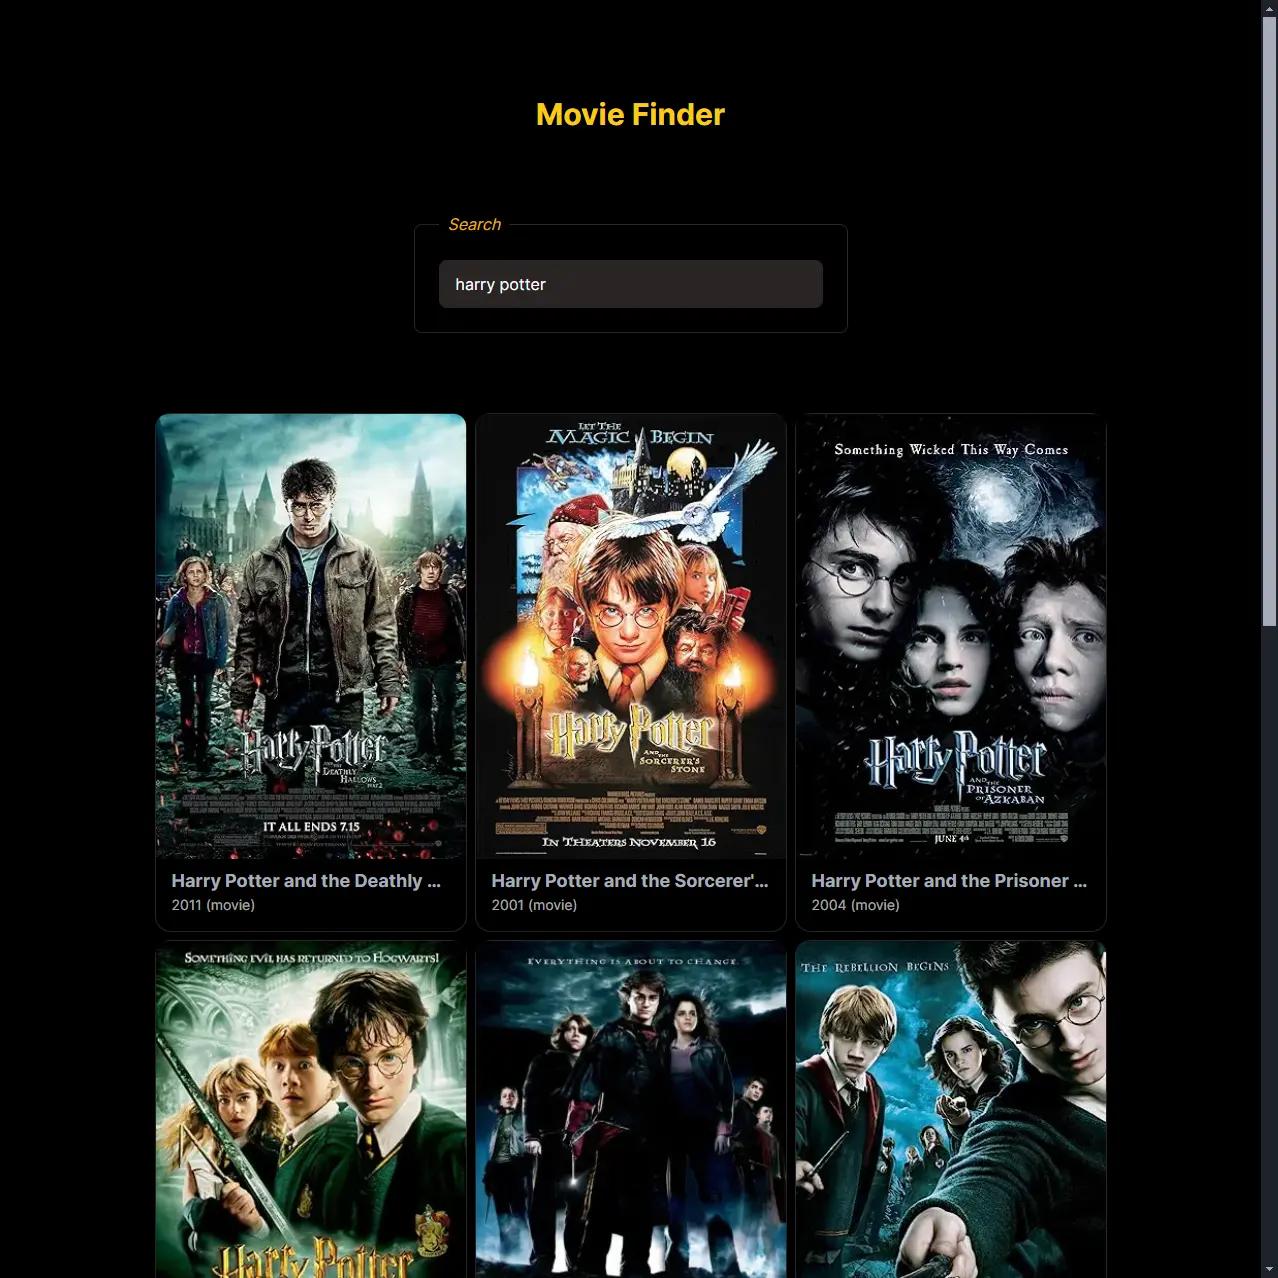 Movie Finder
Search
harry potter
Harry Potter
AND THE
DEATHLY
HALLOWS
PART 2
IT ALL ENDS 7.15
LET THE
MAGIC BEGIN
Harry Potter
AND THE
SORCERER'S
STONE
IN THEATERS NOVEMBER 16
Something Wicked This Way Comes
Harry Potter
AND THE
PRISONER
OF AZKABAN
JUNE 4th
Harry Potter and the Deathly ...
2011 (movie)
Harry Potter and the Sorcerer'...
2001 (movie)
Harry Potter and the Prisoner ...
2004 (movie)
SOMETHING EVIL HAS RETURNED TO HOGWARTS!
Harry Potter
EVERYTHING IS ABOUT TO CHANGE.
THE REBELLION BEGINS